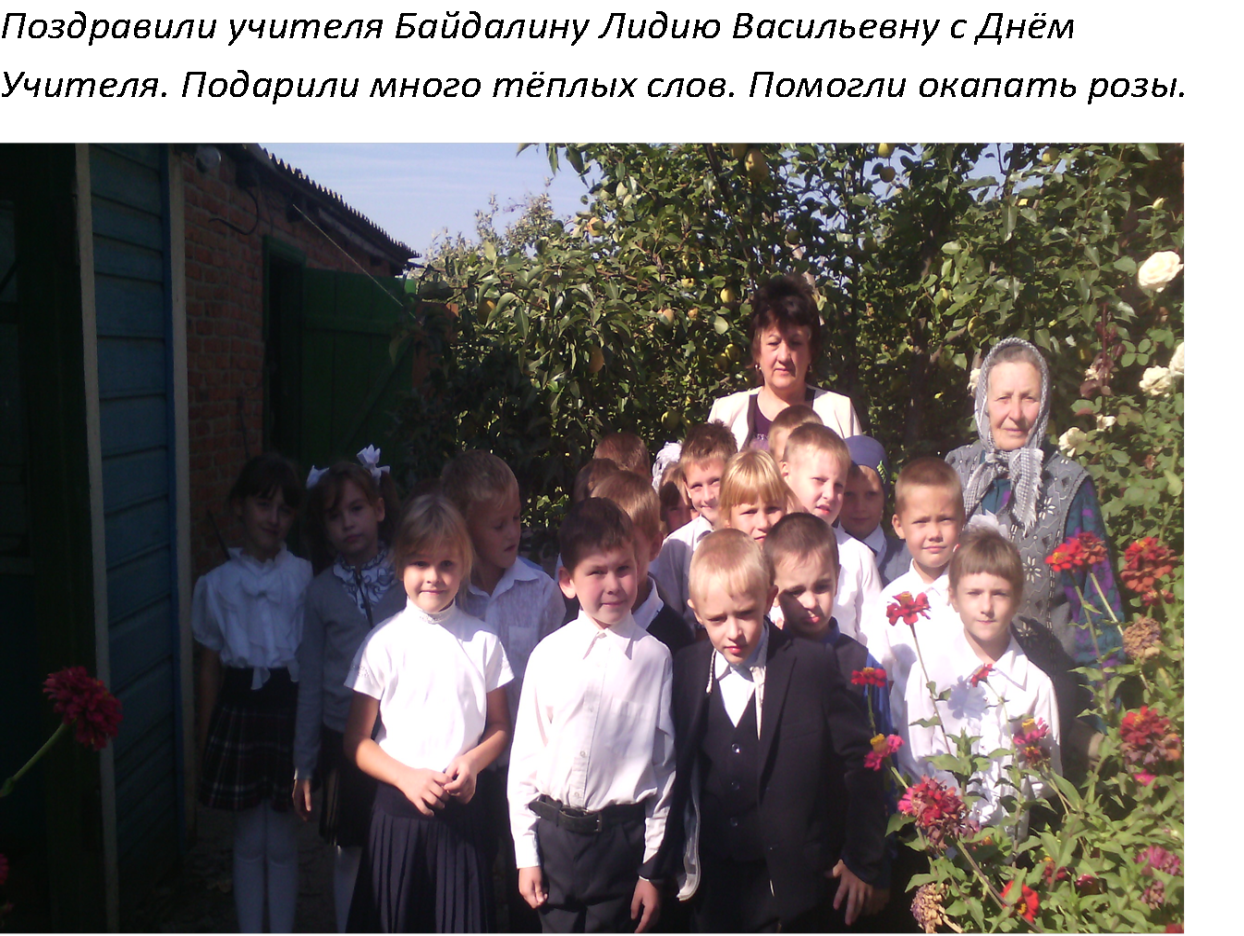 Поздравили учителя Байдалину Лидию Васильевну с Днём
Учителя. Подарили много тёплых слов. Помогли окапать розы.